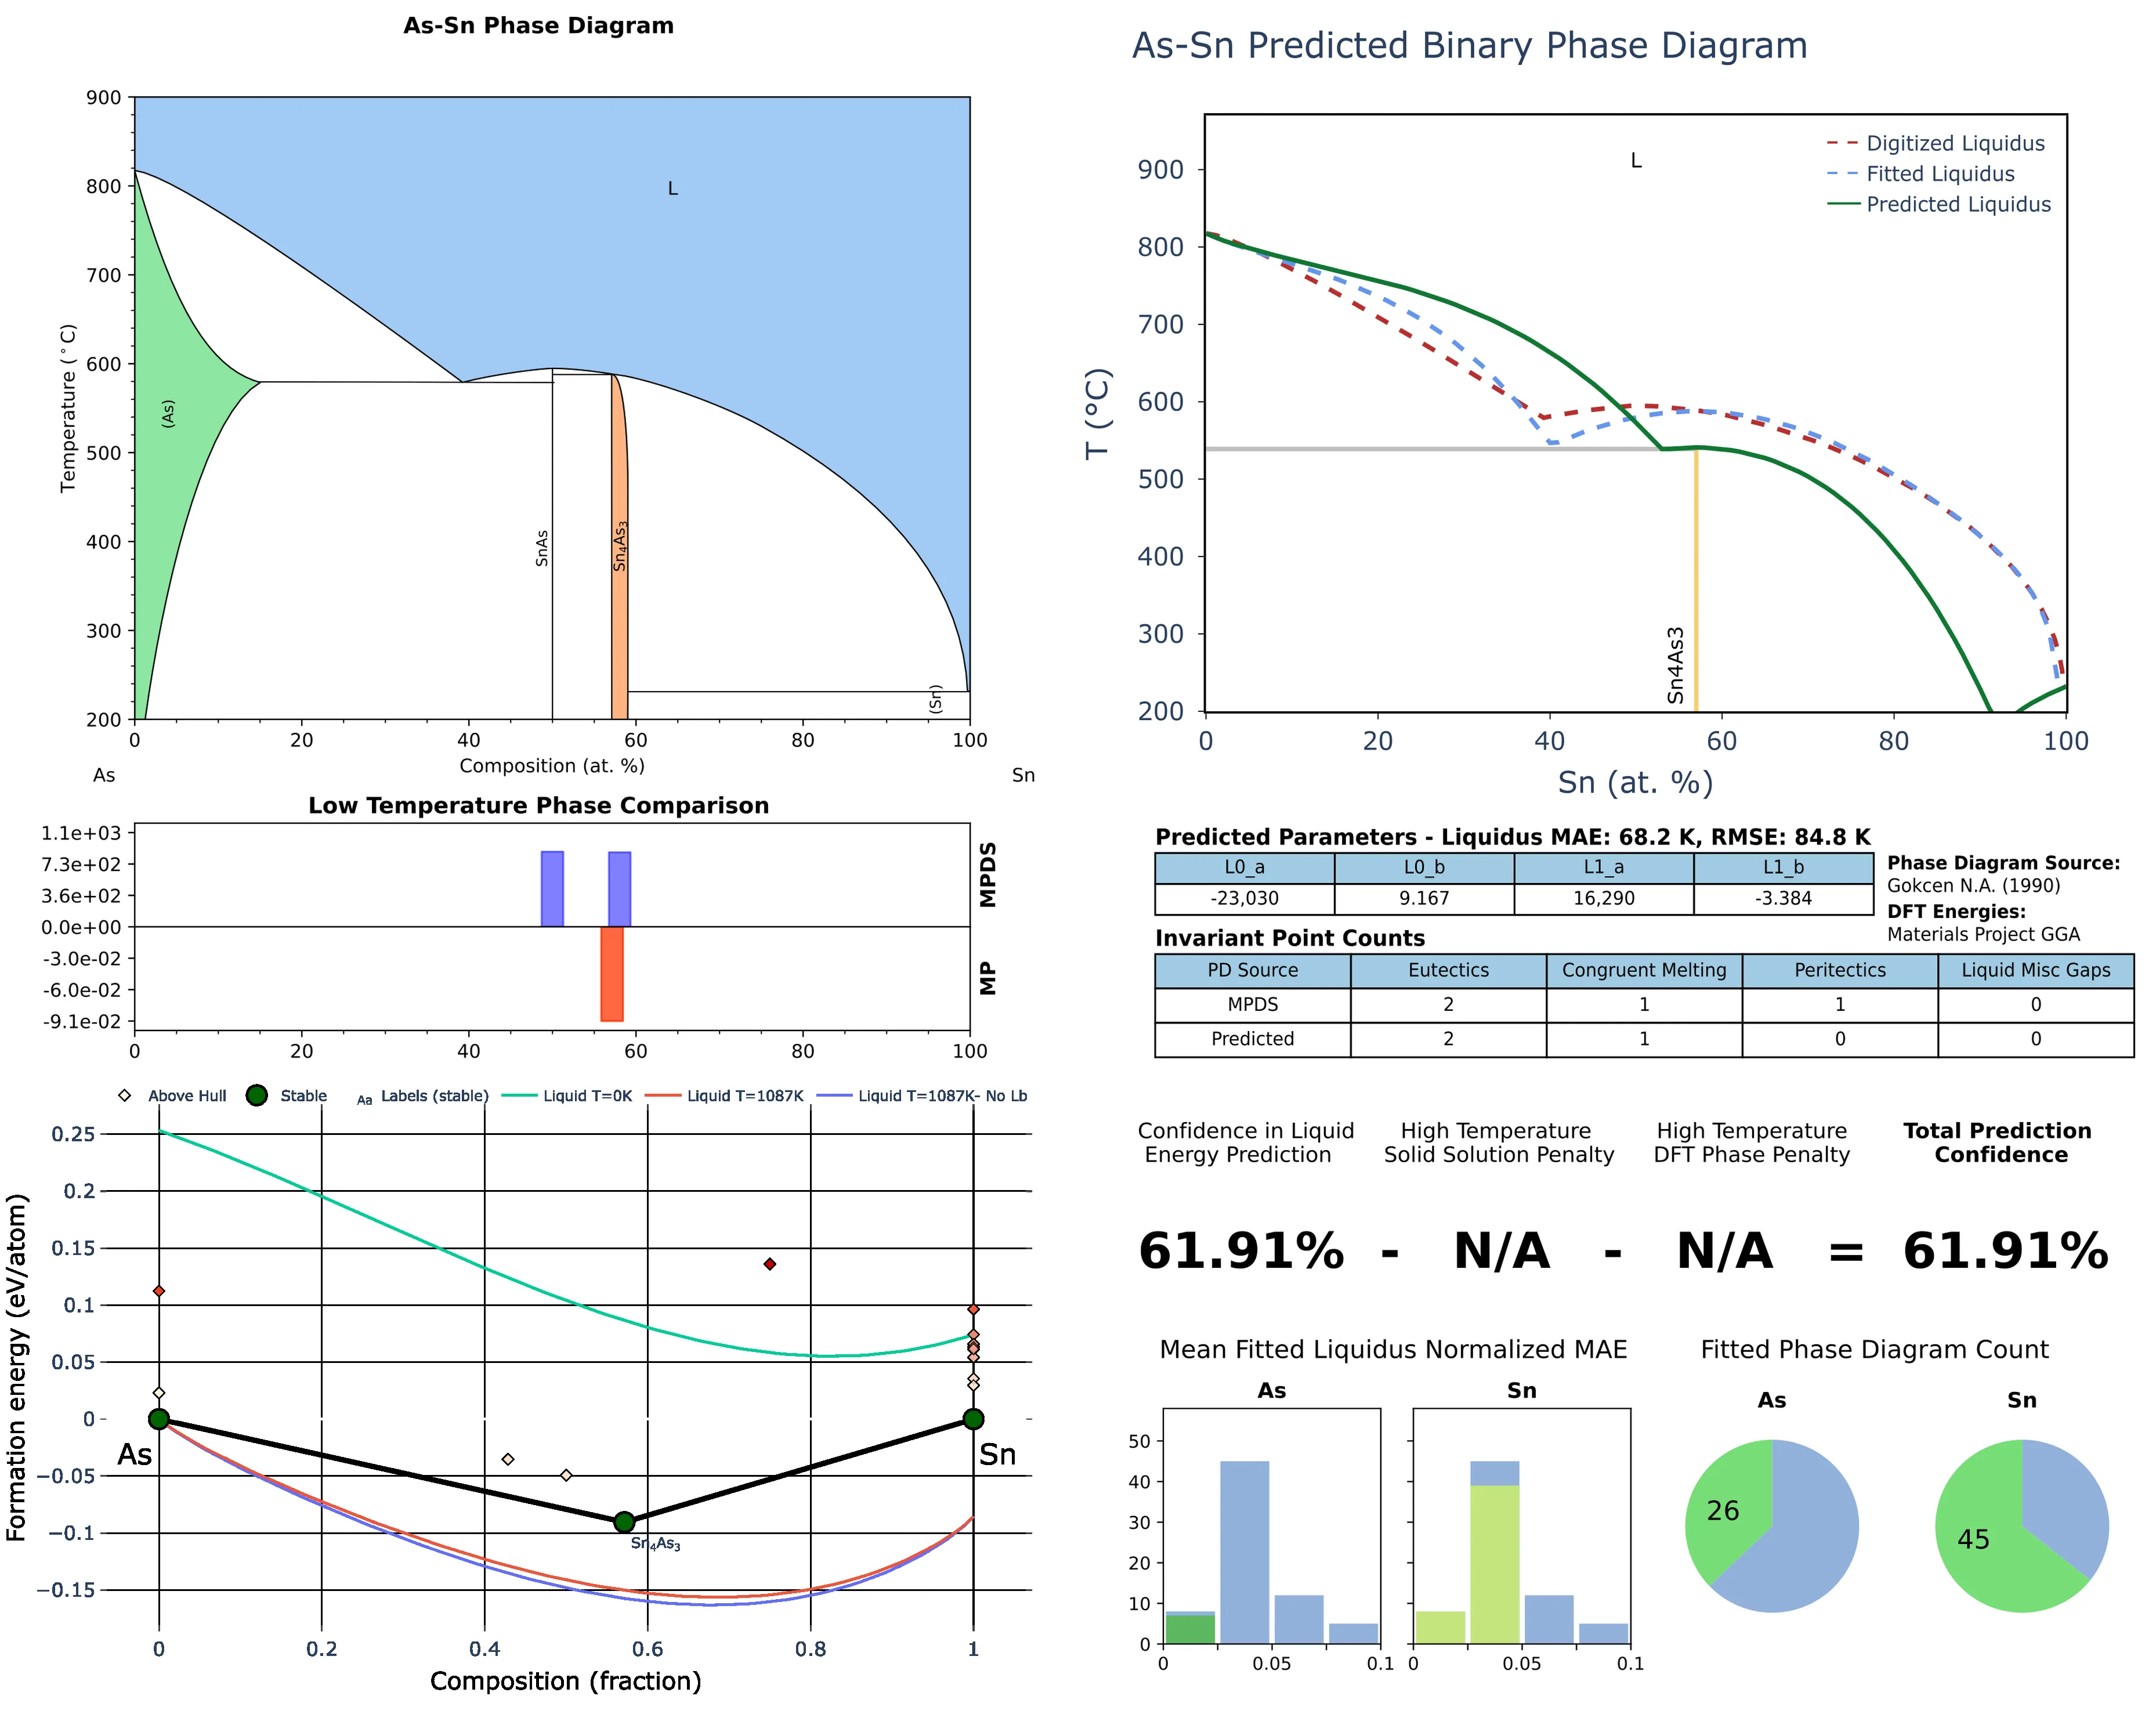 As-Sn Phase Diagram
900
800
700
600
500
400
300
200
Temperature (°C)
L
(As)
SnAs
Sn4As3
(Sn)
0 20 40 60 80 100
Composition (at. %)
As Sn
Low Temperature Phase Comparison
1.1e+03
7.3e+02
3.6e+02
0.0e+00
-3.0e-02
-6.0e-02
-9.1e-02
MPDS
MP
0 20 40 60 80 100
Above Hull Stable Aa Labels (stable) Liquid T=0K Liquid T=1087K Liquid T=1087K- No Lb
0.25
0.2
0.15
0.1
0.05
0
−0.05
−0.1
−0.15
Formation energy (eV/atom)
As
Sn
Sn4As3
0 0.2 0.4 0.6 0.8 1
Composition (fraction)
As-Sn Predicted Binary Phase Diagram
L
Digitized Liquidus
Fitted Liquidus
Predicted Liquidus
900
800
700
600
500
400
300
200
T (°C)
Sn4As3
0 20 40 60 80 100
Sn (at. %)
Predicted Parameters - Liquidus MAE: 68.2 K, RMSE: 84.8 K
L0_a L0_b L1_a L1_b
-23,030 9.167 16,290 -3.384
Phase Diagram Source:
Gokcen N.A. (1990)
DFT Energies:
Materials Project GGA
Invariant Point Counts
PD Source Eutectics Congruent Melting Peritectics Liquid Misc Gaps
MPDS 2 1 1 0
Predicted 2 1 0 0
Confidence in Liquid
Energy Prediction
High Temperature
Solid Solution Penalty
High Temperature
DFT Phase Penalty
Total Prediction
Confidence
61.91% - N/A - N/A = 61.91%
Mean Fitted Liquidus Normalized MAE
As
Sn
50
40
30
20
10
0
0 0.05 0.1
0 0.05 0.1
Fitted Phase Diagram Count
As
Sn
26
45